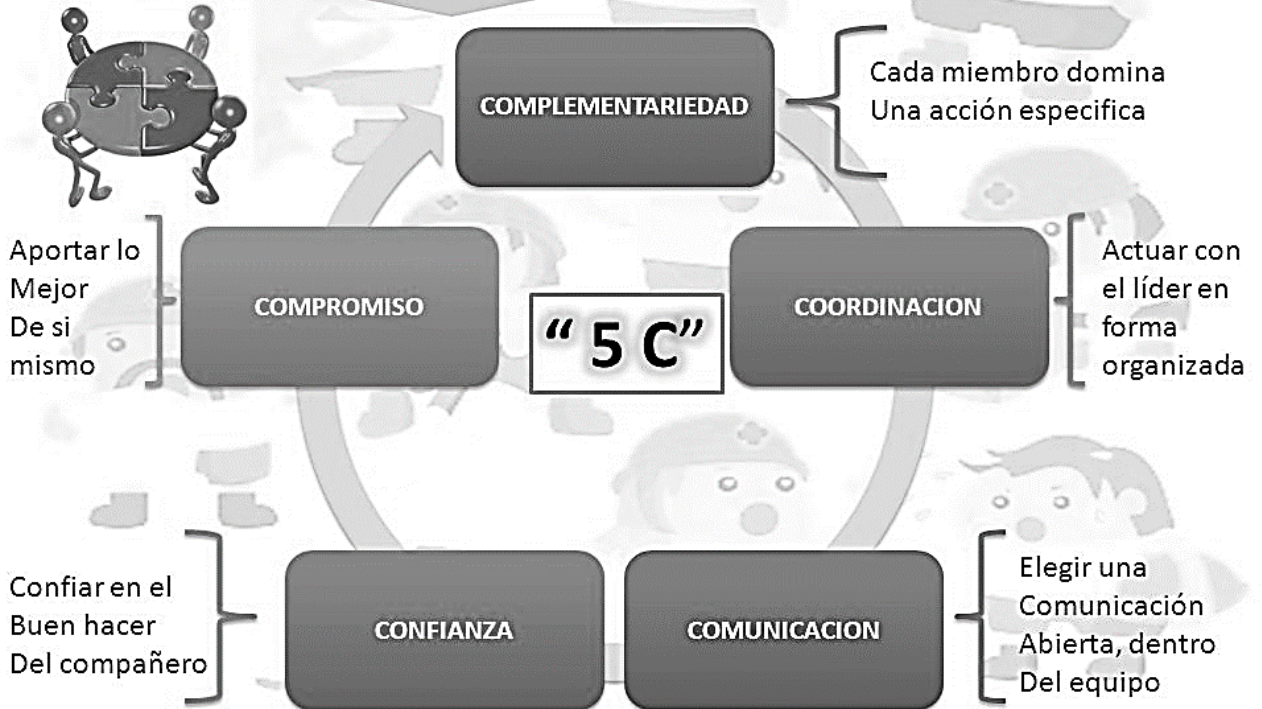 COMPLEMENTARIEDAD
Cada miembro domina
Una acción especifica
COMPROMISO
Aportar lo
Mejor
De si
mismo
“ 5 C”
COORDINACION
Actuar con
el líder en
forma
organizada
CONFIANZA
Confiar en el
Buen hacer
Del compañero
COMUNICACION
Elegir una
Comunicación
Abierta, dentro
Del equipo